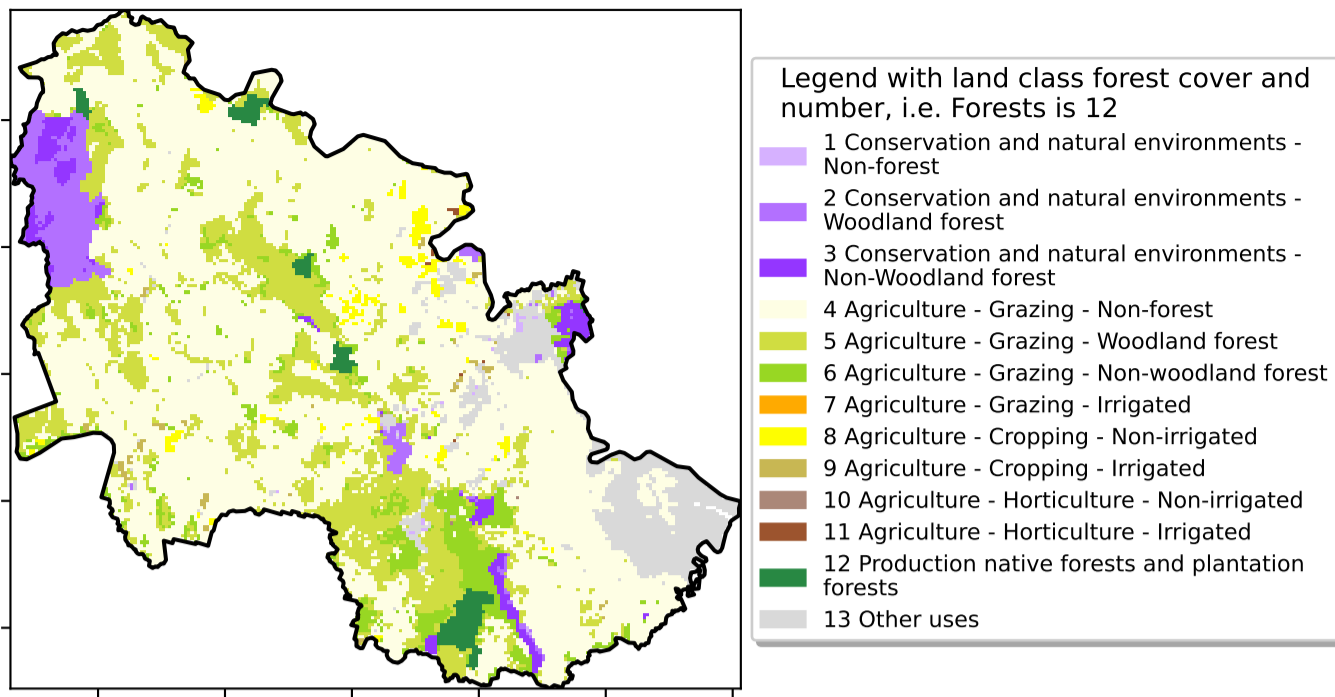 Legend with land class forest cover and
number, i.e. Forests is 12
1 Conservation and natural environments -
Non-forest
2 Conservation and natural environments -
Woodland forest
3 Conservation and natural environments -
Non-Woodland forest
4 Agriculture - Grazing - Non-forest
5 Agriculture - Grazing - Woodland forest
6 Agriculture - Grazing - Non-woodland forest
7 Agriculture - Grazing - Irrigated
8 Agriculture - Cropping - Non-irrigated
9 Agriculture - Cropping - Irrigated
10 Agriculture - Horticulture - Non-irrigated
11 Agriculture - Horticulture - Irrigated
12 Production native forests and plantation
forests
13 Other uses